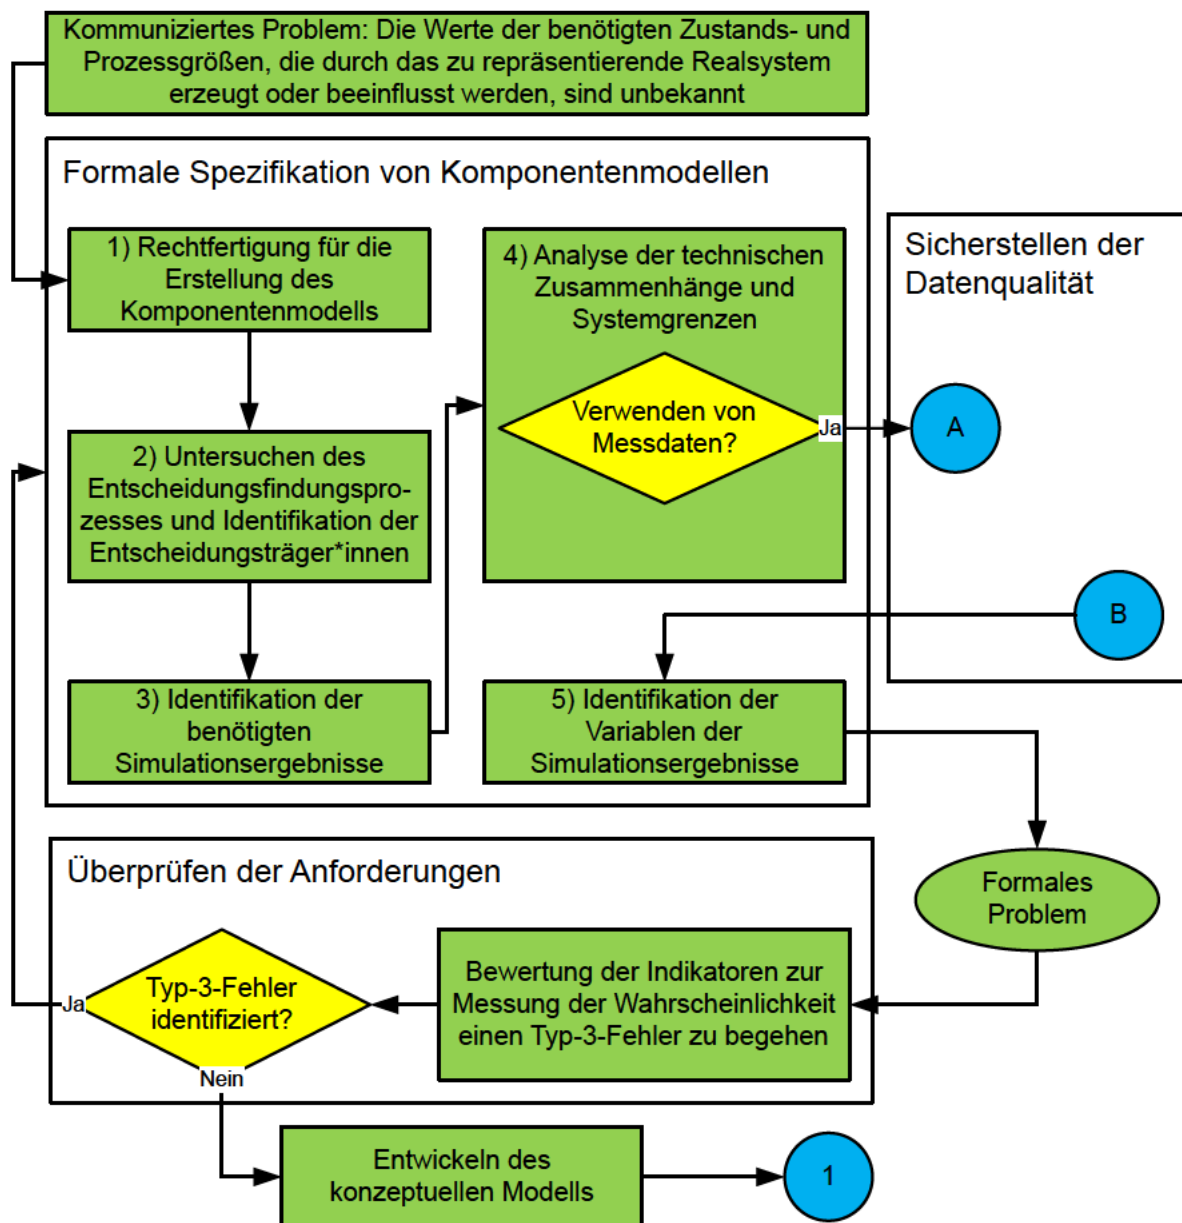 Kommuniziertes Problem: Die Werte der benötigten Zustands- und
Prozessgrößen, die durch das zu repräsentierende Realsystem
erzeugt oder beeinflusst werden, sind unbekannt
Formale Spezifikation von Komponentenmodellen
1) Rechtfertigung für die
Erstellung des
Komponentenmodells
2) Untersuchen des
Entscheidungsfindungspro-
zesses und Identifikation der
Entscheidungsträger*innen
3) Identifikation der
benötigten
Simulationsergebnisse
4) Analyse der technischen
Zusammenhänge und
Systemgrenzen
Verwenden von
Messdaten?
Ja
Sicherstellen der
Datenqualität
A
B
5) Identifikation der
Variablen der
Simulationsergebnisse
Formales
Problem
Überprüfen der Anforderungen
Bewertung der Indikatoren zur
Messung der Wahrscheinlichkeit
einen Typ-3-Fehler zu begehen
Typ-3-Fehler
identifiziert?
Ja
Nein
Entwickeln des
konzeptuellen Modells
1